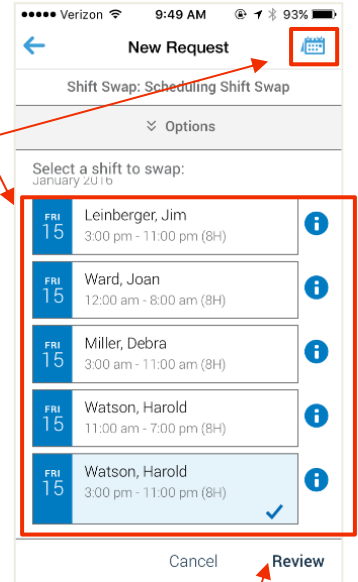 Verizon 9:49 AM 93%
New Request
Shift Swap: Scheduling Shift Swap
Options
Select a shift to swap:
January 2016
FRI
15
Leinberger, Jim
3:00 pm - 11:00 pm (8H)
FRI
15
Ward, Joan
12:00 am - 8:00 am (8H)
FRI
15
Miller, Debra
3:00 am - 11:00 am (8H)
FRI
15
Watson, Harold
11:00 am - 7:00 pm (8H)
FRI
15
Watson, Harold
3:00 pm - 11:00 pm (8H)
Cancel Review